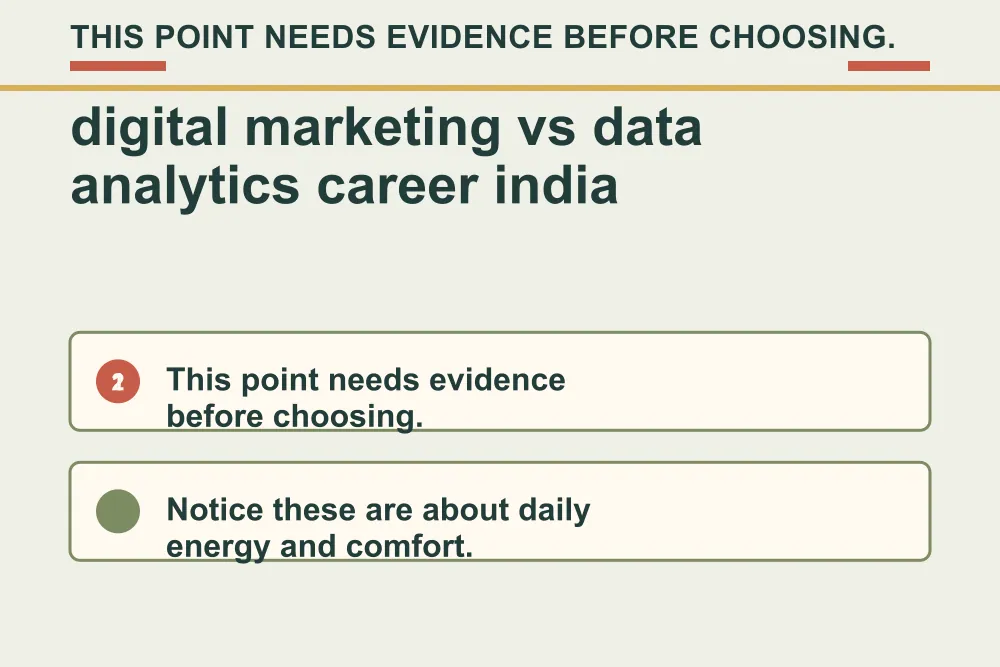 THIS POINT NEEDS EVIDENCE BEFORE CHOOSING.
digital marketing vs data
analytics career india
2 This point needs evidence
before choosing.
Notice these are about daily
energy and comfort.